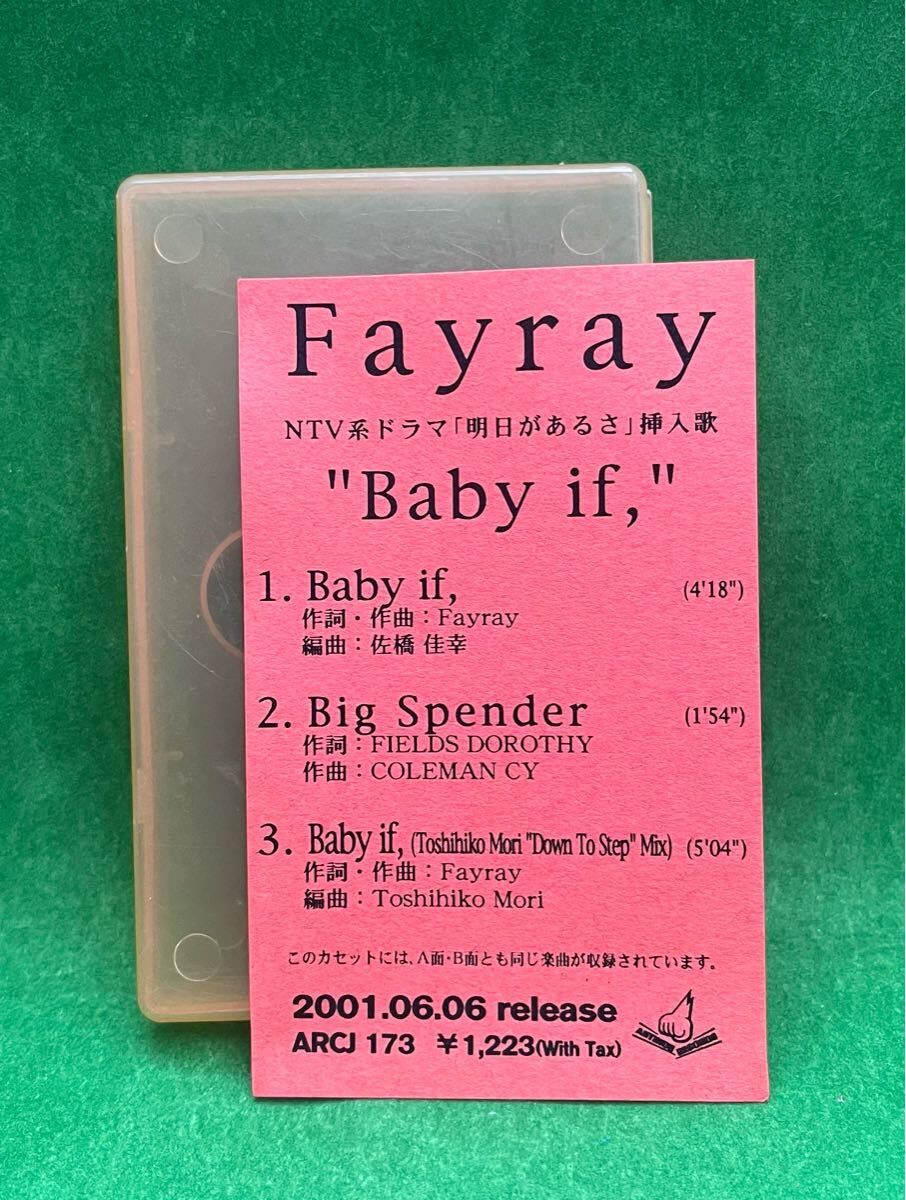 Fayray
NTV系ドラマ「明日があるさ」挿入歌
"Baby if,"
1. Baby if, (4'18")
作詞・作曲：Fayray
編曲：佐橋 佳幸
2. Big Spender (1'54")
作詞：FIELDS DOROTHY
作曲：COLEMAN CY
3. Baby if, (Toshihiko Mori "Down To Step" Mix) (5'04")
作詞・作曲：Fayray
編曲：Toshihiko Mori
このカセットには、A面・B面とも同じ楽曲が収録されています。
2001.06.06 release
ARCJ 173 ¥1,223(With Tax)
ANTINOS RECORDS